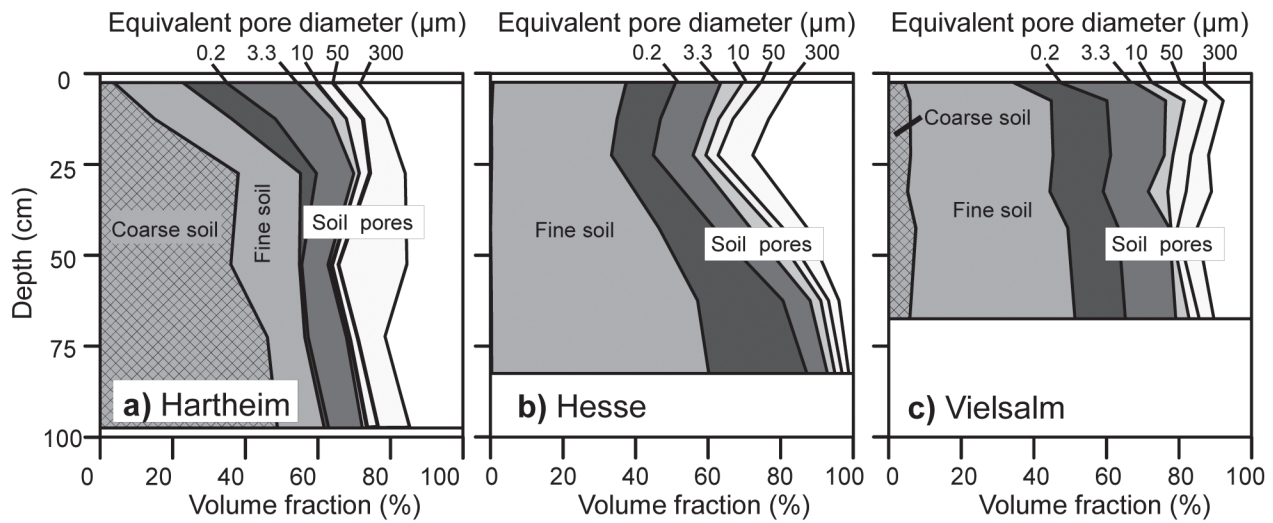 Equivalent pore diameter (µm)
0.2 3.3 10 50 300
Equivalent pore diameter (µm)
0.2 3.3 10 50 300
Equivalent pore diameter (µm)
0.2 3.3 10 50 300
Depth (cm)
0
25
50
75
100
Coarse soil
Fine soil
Soil pores
a) Hartheim
0 20 40 60 80 100
Volume fraction (%)
Fine soil
Soil pores
b) Hesse
0 20 40 60 80 100
Volume fraction (%)
Coarse soil
Fine soil
Soil pores
c) Vielsalm
0 20 40 60 80 100
Volume fraction (%)